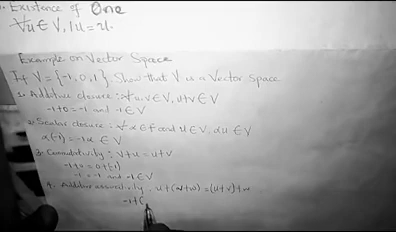 . Existence of One
∀u ∈ V, 1u = u.
Example on Vector Space
If V = {-1, 0, 1}. Show that V is a Vector Space
1. Additive closure: ∀u,v ∈ V, u+v ∈ V
-1+0 = -1 and -1 ∈ V
2. Scalar closure: ∀ α ∈ F and u ∈ V, αu ∈ V
α(-1) = -1α ∈ V
3. Commutativity: v+u = u+v
-1+0 = 0+(-1)
-1 = -1 and -1 ∈ V
4. Additive : u+(v+w) = (u+v)+w
-1+(